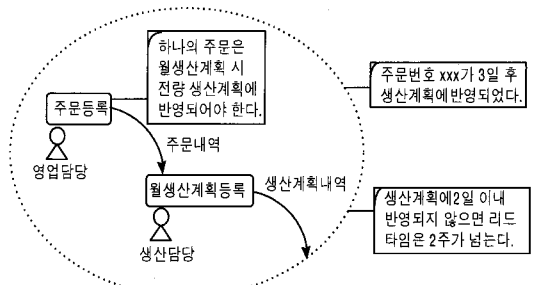 하나의 주문은
월생산계획 시
전량 생산계획에
반영되어야 한다.
주문번호 xxx가 3일 후
생산계획에 반영되었다.
주문등록
영업담당
주문내역
월생산계획등록
생산계획내역
생산담당
생산계획에2일 이내
반영되지 않으면 리드
타임은 2주가 넘는다.